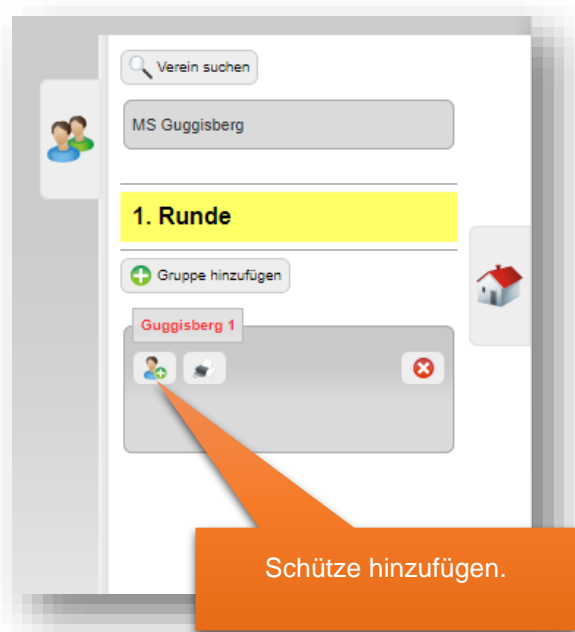 Verein suchen
MS Guggisberg
1. Runde
Gruppe hinzufügen
Guggisberg 1
Schütze hinzufügen.